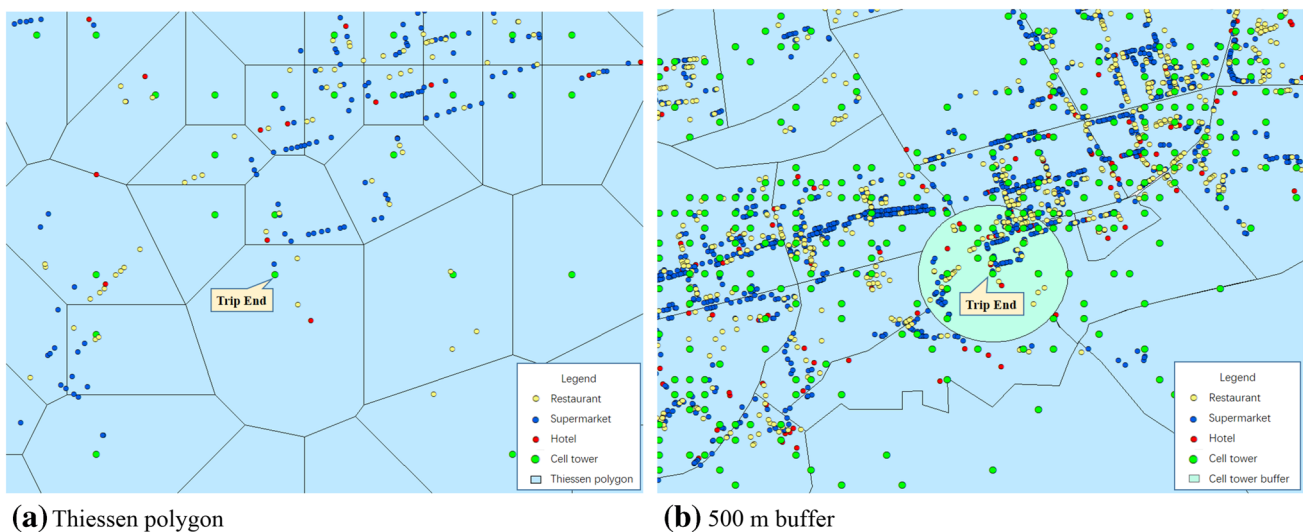 Trip End
Legend
Restaurant
Supermarket
Hotel
Cell tower
Thiessen polygon
(a) Thiessen polygon
Trip End
Legend
Restaurant
Supermarket
Hotel
Cell tower
Cell tower buffer
(b) 500 m buffer